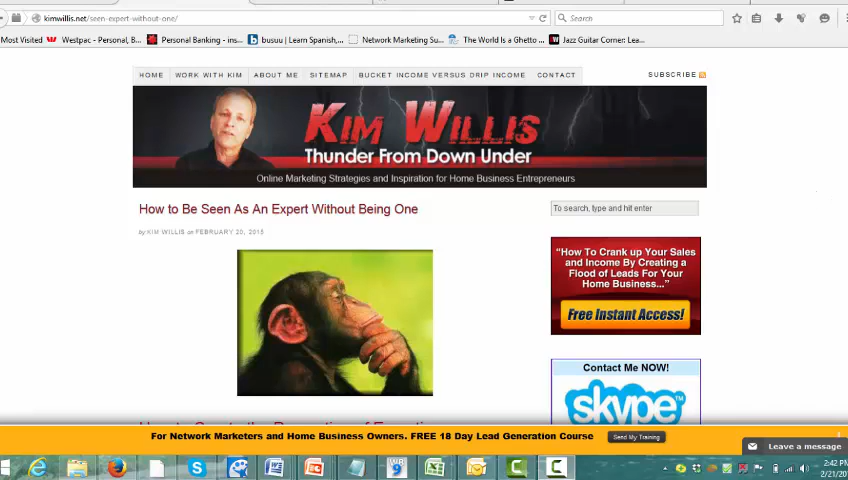 kimwillis.net/seen-expert-without-one/
Search
Most Visited
Westpac - Personal, B...
Personal Banking - ins...
busuu | Learn Spanish,...
Network Marketing Su...
The World Is a Ghetto ...
Jazz Guitar Corner: Lea...
HOME
WORK WITH KIM
ABOUT ME
SITEMAP
BUCKET INCOME VERSUS DRIP INCOME
CONTACT
SUBSCRIBE
KIM WILLIS
Thunder From Down Under
Online Marketing Strategies and Inspiration for Home Business Entrepreneurs
How to Be Seen As An Expert Without Being One
by KIM WILLIS on FEBRUARY 20, 2015
To search, type and hit enter
“How To Crank up Your Sales
and Income By Creating a
Flood of Leads For Your
Home Business...”
Free Instant Access!
Contact Me NOW!
skype
For Network Marketers and Home Business Owners. FREE 18 Day Lead Generation Course
Send My Training
Leave a message
2:42 PM
2/21/20